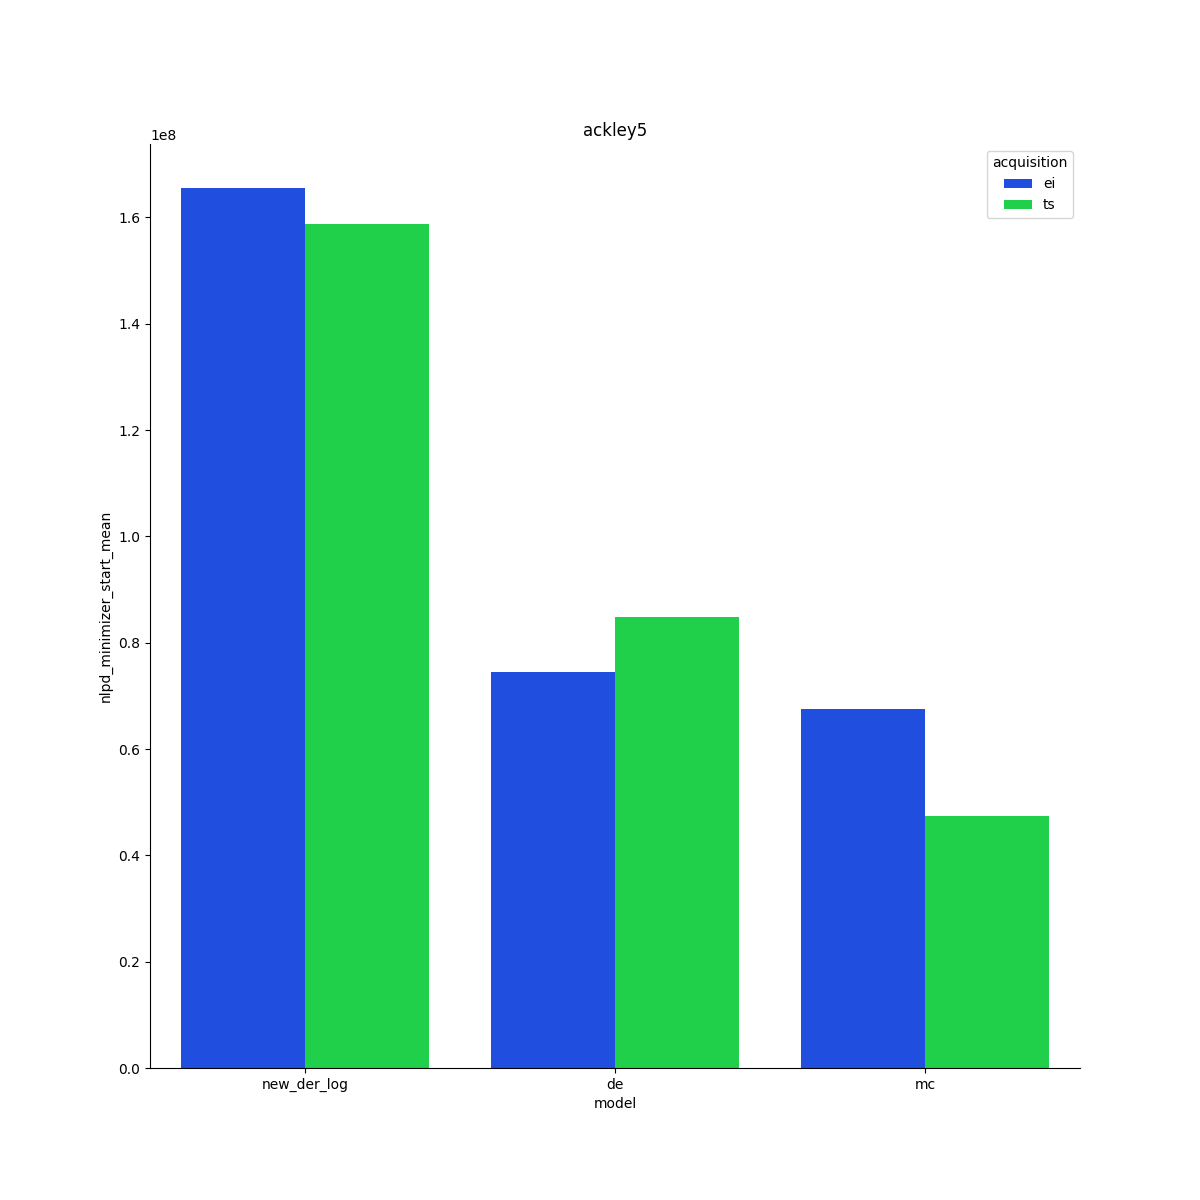 ackley5
1e8
acquisition
ei
ts
1.6
1.4
1.2
1.0
0.8
0.6
0.4
0.2
0.0
nlpd_minimizer_start_mean
new_der_log de mc
model